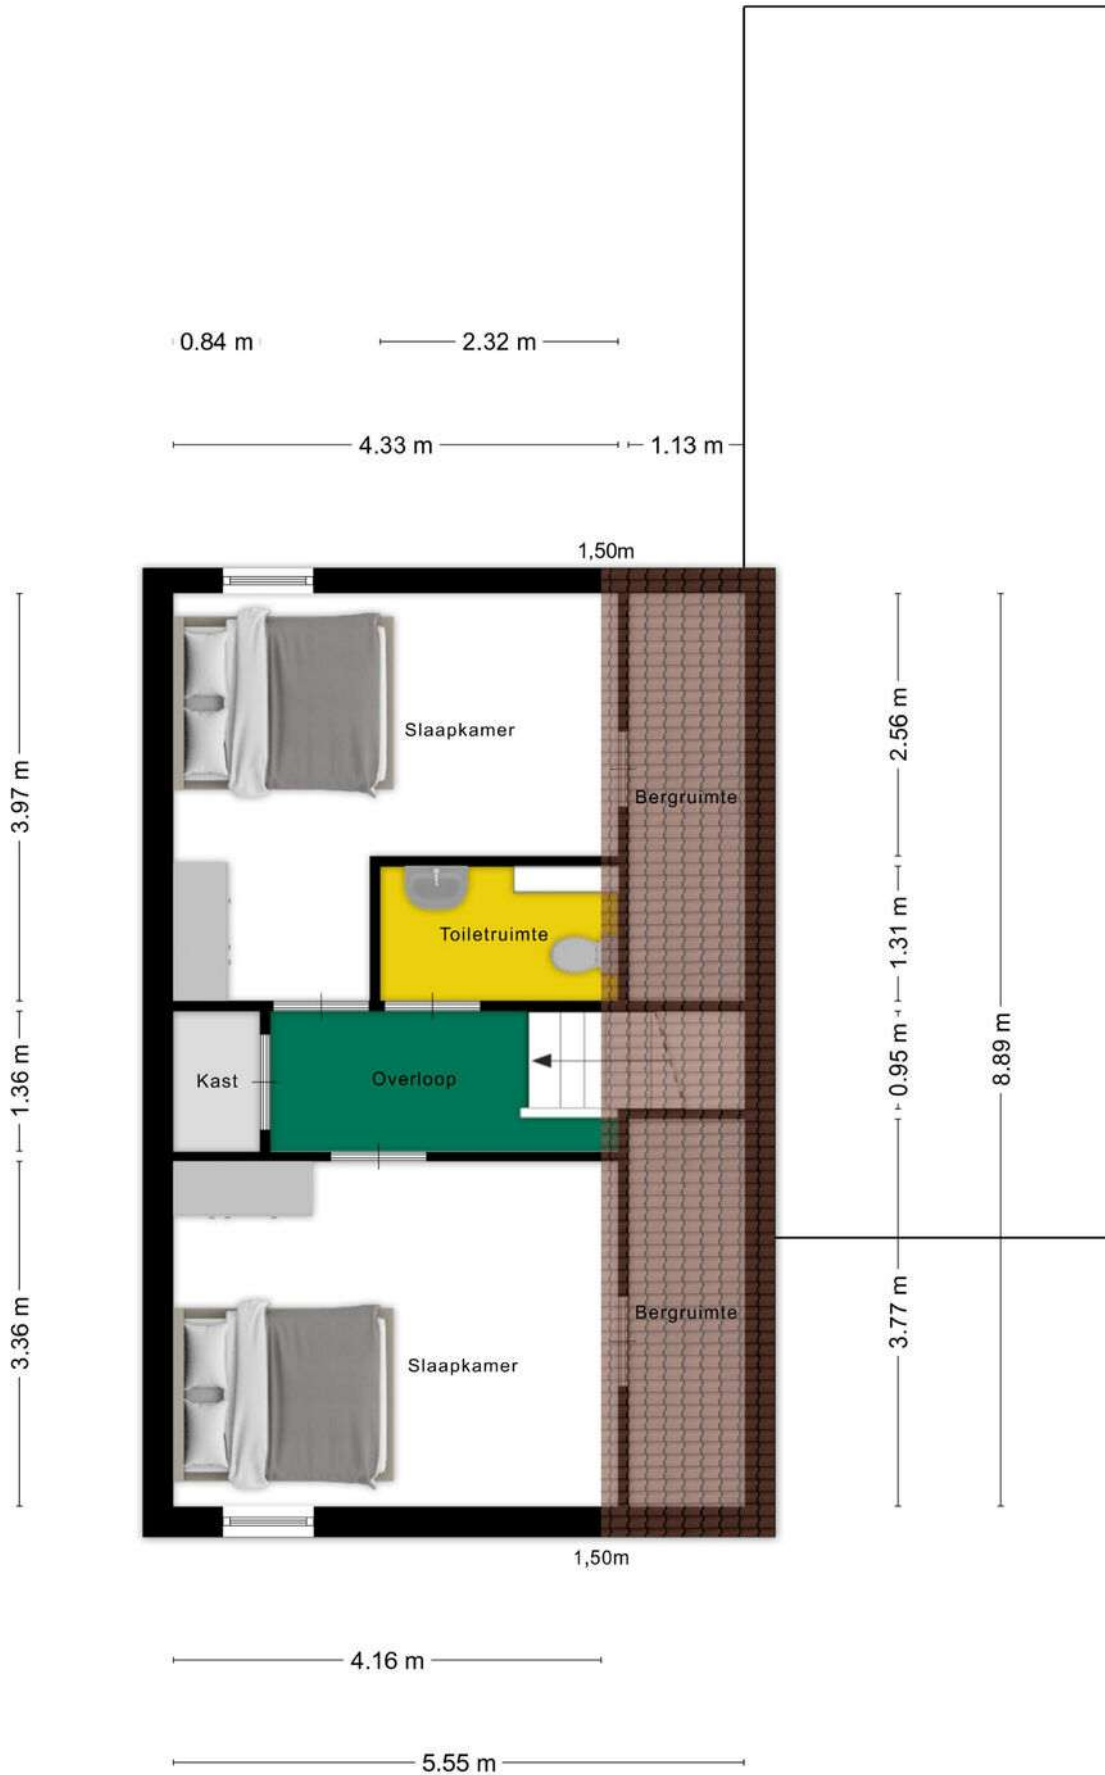 0.84 m
2.32 m
4.33 m
1.13 m
1,50m
3.97 m
2.56 m
Slaapkamer
Bergruimte
1.31 m
Toiletruimte
1.36 m
Kast
Overloop
0.95 m
8.89 m
3.36 m
3.77 m
Bergruimte
Slaapkamer
1,50m
4.16 m
5.55 m